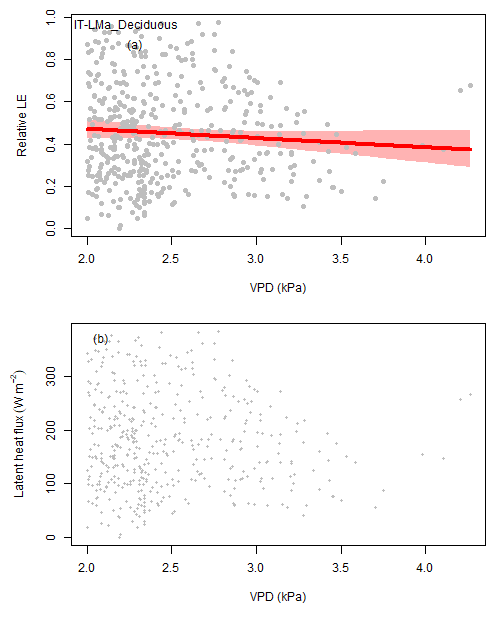 IT-LMa_Deciduous
(a)
Relative LE
1.0
0.8
0.6
0.4
0.2
0.0
2.0 2.5 3.0 3.5 4.0
VPD (kPa)
(b)
Latent heat flux (W m⁻²)
300
200
100
0
2.0 2.5 3.0 3.5 4.0
VPD (kPa)